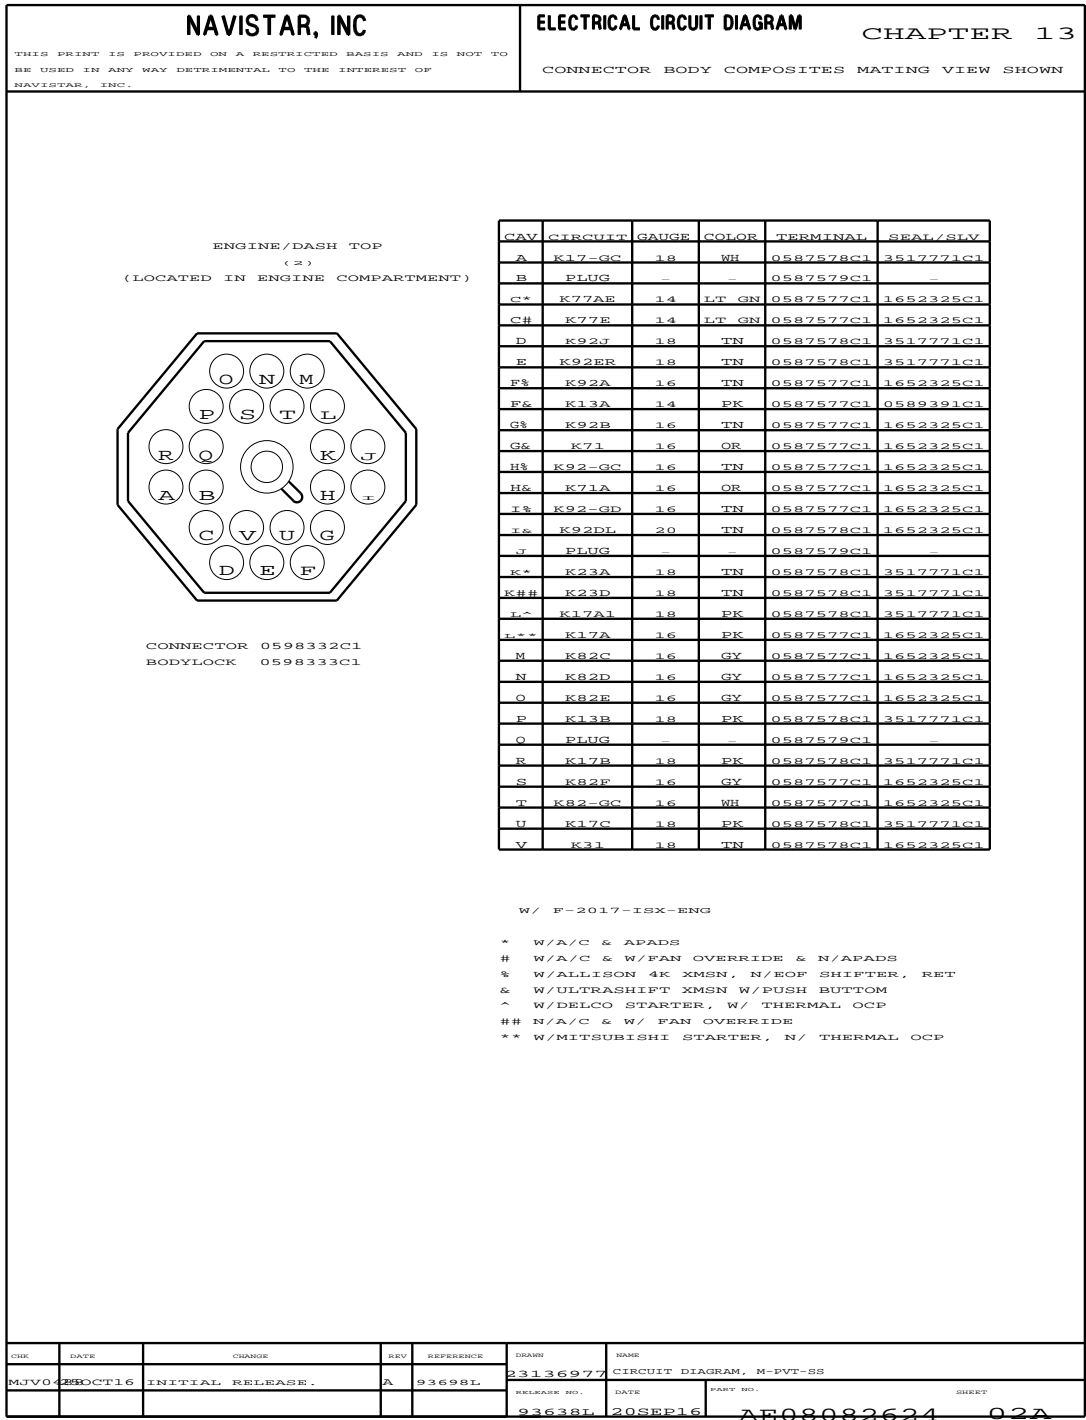 NAVISTAR, INC
THIS PRINT IS PROVIDED ON A RESTRICTED BASIS AND IS NOT TO
BE USED IN ANY WAY DETRIMENTAL TO THE INTEREST OF
NAVISTAR, INC.
ELECTRICAL CIRCUIT DIAGRAM
CHAPTER 13
CONNECTOR BODY COMPOSITES MATING VIEW SHOWN
ENGINE/DASH TOP
(2)
(LOCATED IN ENGINE COMPARTMENT)
O N M
P S T L
R Q K J
A B H I
C V U G
D E F
CONNECTOR 0598332C1
BODYLOCK 0598333C1
CAV CIRCUIT GAUGE COLOR TERMINAL SEAL/SLV
A K17-GC 18 WH 0587578C1 3517771C1
B PLUG – – 0587579C1 –
C* K77AE 14 LT GN 0587577C1 1652325C1
C# K77E 14 LT GN 0587577C1 1652325C1
D K92J 18 TN 0587578C1 3517771C1
E K92ER 18 TN 0587578C1 3517771C1
F% K92A 16 TN 0587577C1 1652325C1
F& K13A 14 PK 0587577C1 0589391C1
G% K92B 16 TN 0587577C1 1652325C1
G& K71 16 OR 0587577C1 1652325C1
H% K92-GC 16 TN 0587577C1 1652325C1
H& K71A 16 OR 0587577C1 1652325C1
I% K92-GD 16 TN 0587577C1 1652325C1
I& K92DL 20 TN 0587578C1 1652325C1
J PLUG – – 0587579C1 –
K* K23A 18 TN 0587578C1 3517771C1
K## K23D 18 TN 0587578C1 3517771C1
L^ K17A1 18 PK 0587578C1 3517771C1
L** K17A 16 PK 0587577C1 1652325C1
M K82C 16 GY 0587577C1 1652325C1
N K82D 16 GY 0587577C1 1652325C1
O K82E 16 GY 0587577C1 1652325C1
P K13B 18 PK 0587578C1 3517771C1
Q PLUG – – 0587579C1 –
R K17B 18 PK 0587578C1 3517771C1
S K82F 16 GY 0587577C1 1652325C1
T K82-GC 16 WH 0587577C1 1652325C1
U K17C 18 PK 0587578C1 3517771C1
V K31 18 TN 0587578C1 1652325C1
W/ F-2017-ISX-ENG
* W/A/C & APADS
# W/A/C & W/FAN OVERRIDE & N/APADS
% W/ALLISON 4K XMSN, N/EOF SHIFTER, RET
& W/ULTRASHIFT XMSN W/PUSH BUTTOM
^ W/DELCO STARTER, W/ THERMAL OCP
## N/A/C & W/ FAN OVERRIDE
** W/MITSUBISHI STARTER, N/ THERMAL OCP
CHK DATE CHANGE REV REFERENCE
INITIAL RELEASE. A 93698L
DRAWN
23136977
NAME
CIRCUIT DIAGRAM, M-PVT-SS
RELEASE NO.
93638L
DATE
20SEP16
PART NO.
AE08082624
SHEET
02A